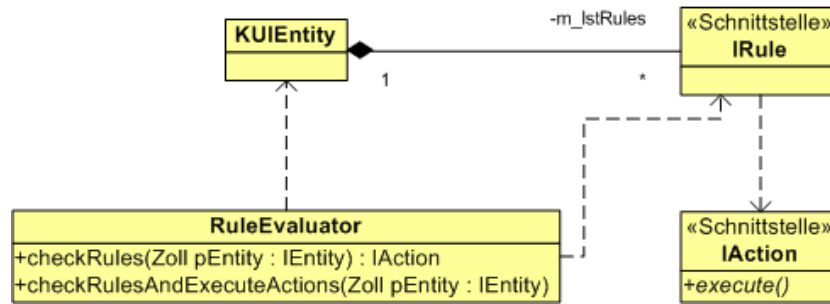 KUIEntity
-m_lstRules
1
*
«Schnittstelle»
IRule
RuleEvaluator
+checkRules(Zoll pEntity : IEntity) : IAction
+checkRulesAndExecuteActions(Zoll pEntity : IEntity)
«Schnittstelle»
IAction
+execute()